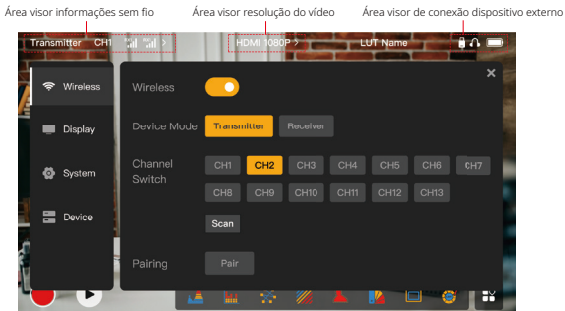 Área visor informações sem fio Área visor resolução do vídeo Área visor de conexão dispositivo externo
Transmitter CH1 > HDMI 1080P > LUT Name
Wireless
Display
System
Device
×
Wireless
Device Mode Transmitter Receiver
Channel Switch CH1 CH2 CH3 CH4 CH5 CH6 CH7
CH8 CH9 CH10 CH11 CH12 CH13
Scan
Pairing Pair